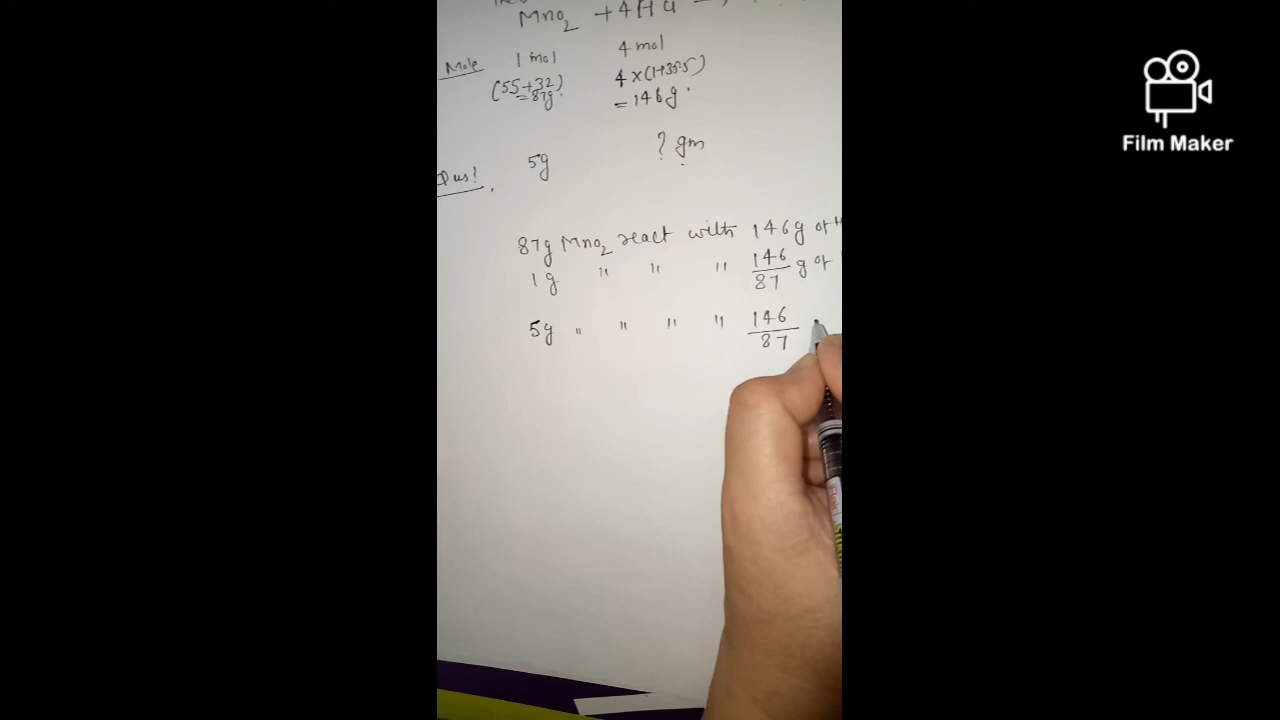 MnO2 + 4HCl
Mole 1 mol 4 mol
(55+32) 4 x (1+35.5)
= 87g. = 146g.
Ques? 5g ? gm
87g MnO2 react with 146g of H
1g " " " 146/87 g of
5g " " " " 146/87
Film Maker